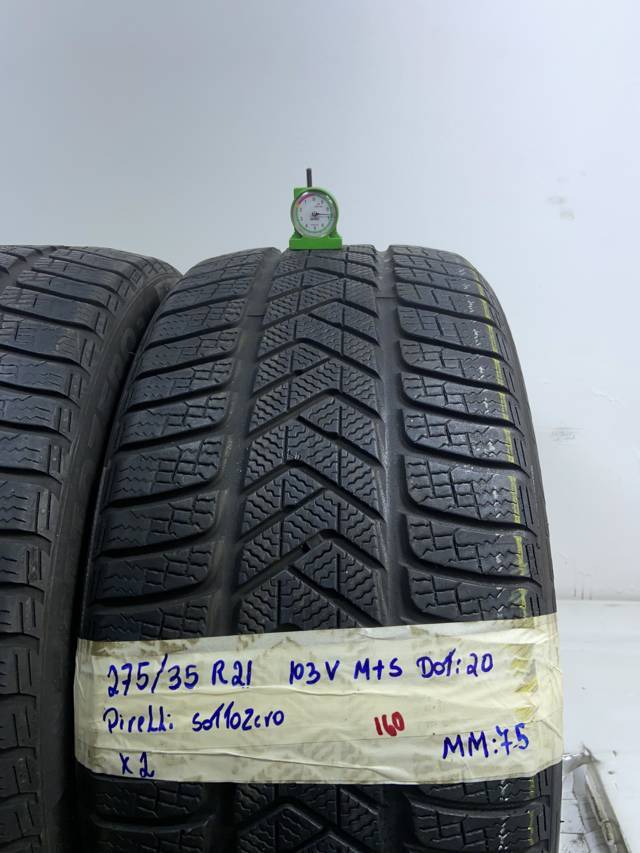 275/35 R21 103V M+S DOT:20
Pirelli sottozero 160 MM:7.5
x2